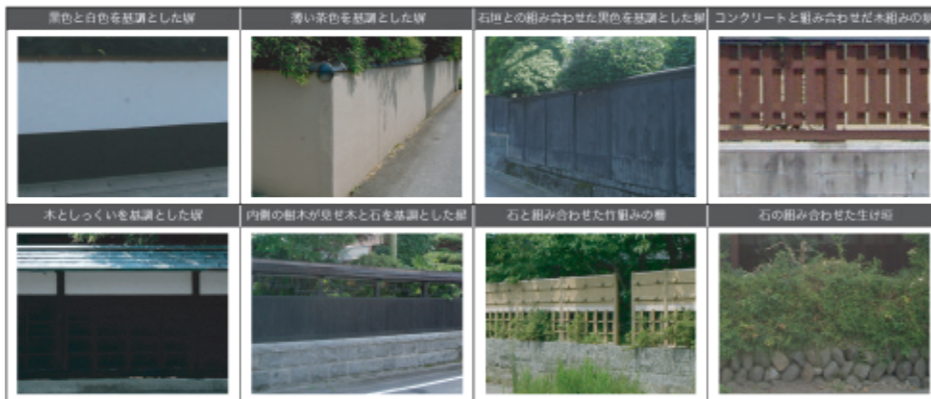 黒色と白色を基調とした塀
薄い茶色を基調とした塀
石垣との組み合わせた黒色を基調とした塀
コンクリートと組み合わせだ木組みの
木としっくいを基調とした塀
内側の樹木が見せ木と石を基調とした塀
石と組み合わせた竹組みの柵
石の組み合わせた生け垣